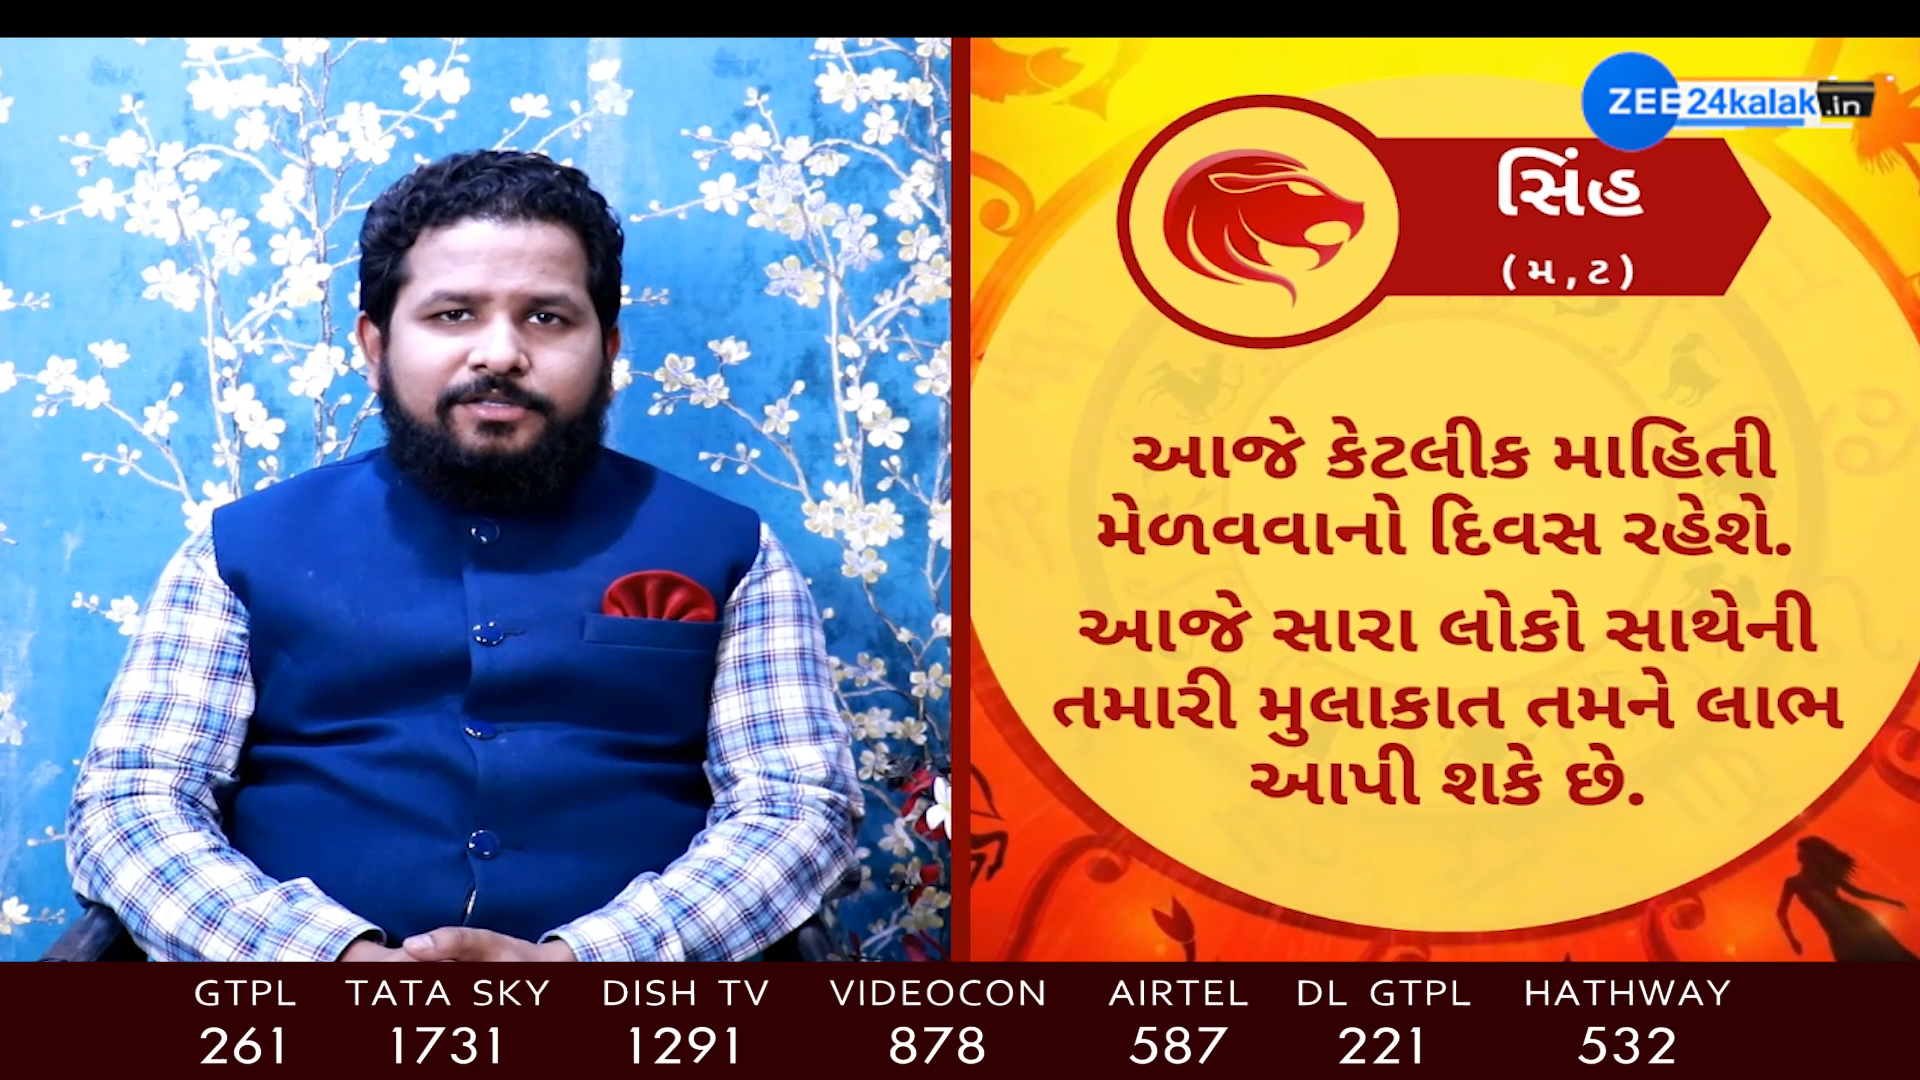 ZEE24kalak.in
સિંહ
(મ,ટ)
આજે કેટલીક માહિતી
મેળવવાનો દિવસ રહેશે.
આજે સારા લોકો સાથેની
તમારી મુલાકાત તમને લાભ
આપી શકે છે.
GTPL TATA SKY DISH TV VIDEOCON AIRTEL DL GTPL HATHWAY
261 1731 1291 878 587 221 532